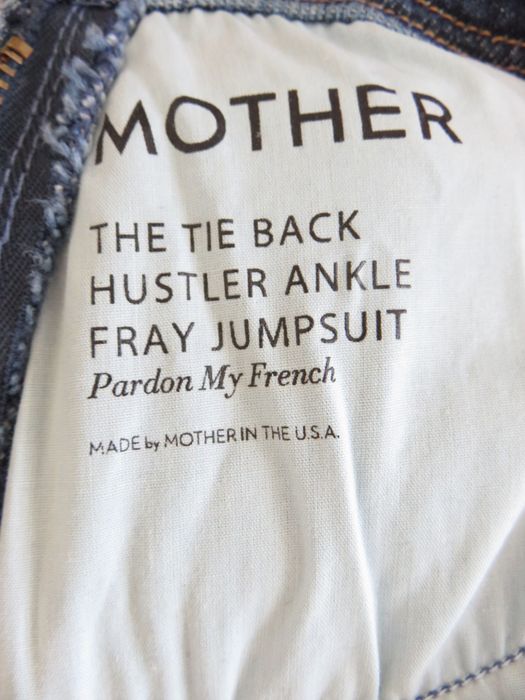 MOTHER
THE TIE BACK
HUSTLER ANKLE
FRAY JUMPSUIT
Pardon My French
MADE by MOTHER IN THE U.S.A.